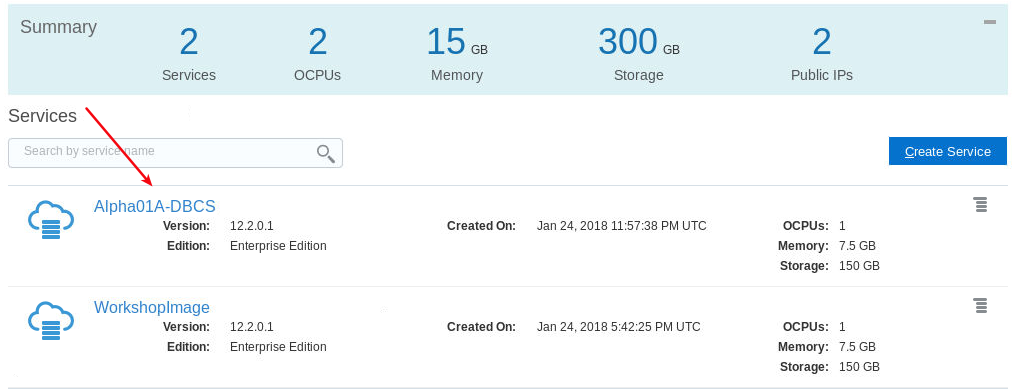 Summary
2 2 15 GB 300 GB 2
Services OCPUs Memory Storage Public IPs
Services
Search by service name
Create Service
Alpha01A-DBCS
Version: 12.2.0.1 Created On: Jan 24, 2018 11:57:38 PM UTC OCPUs: 1
Edition: Enterprise Edition Memory: 7.5 GB
Storage: 150 GB
WorkshopImage
Version: 12.2.0.1 Created On: Jan 24, 2018 5:42:25 PM UTC OCPUs: 1
Edition: Enterprise Edition Memory: 7.5 GB
Storage: 150 GB